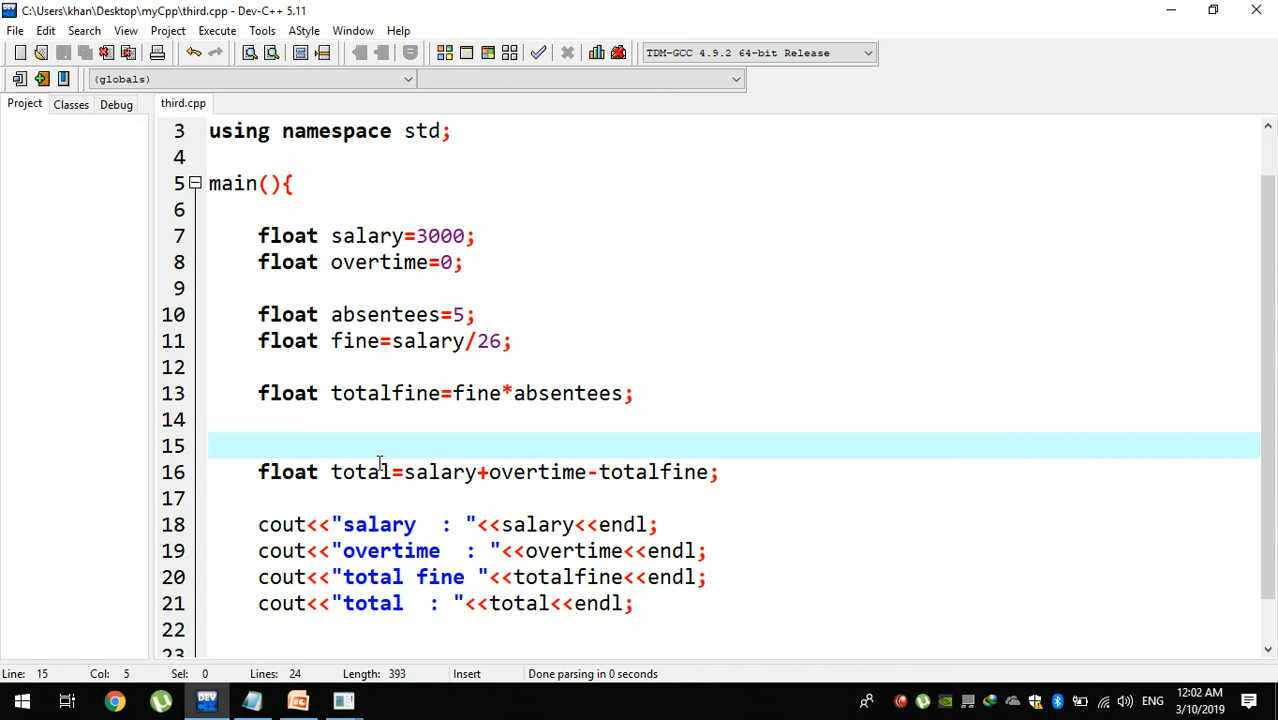 C:\Users\khan\Desktop\myCpp\third.cpp - Dev-C++ 5.11
File Edit Search View Project Execute Tools AStyle Window Help
TDM-GCC 4.9.2 64-bit Release
(globals)
Project Classes Debug third.cpp
3 using namespace std;
4
5 main(){
6
7 float salary=3000;
8 float overtime=0;
9
10 float absentees=5;
11 float fine=salary/26;
12
13 float totalfine=fine*absentees;
14
15
16 float total=salary+overtime-totalfine;
17
18 cout<<"salary  : "<<salary<<endl;
19 cout<<"overtime  : "<<overtime<<endl;
20 cout<<"total fine "<<totalfine<<endl;
21 cout<<"total  : "<<total<<endl;
22
23
Line: 15 Col: 5 Sel: 0 Lines: 24 Length: 393 Insert Done parsing in 0 seconds
DEV ENG 12:02 AM
3/10/2019